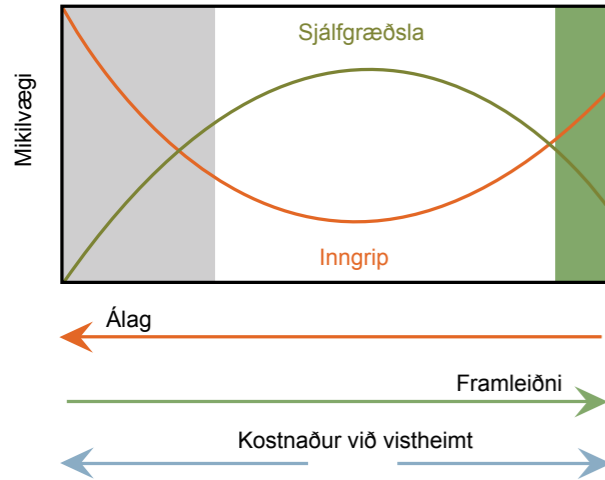 Sjálfgræðsla
Mikilvægi
Inngrip
Álag
Framleiðni
Kostnaður við vistheimt